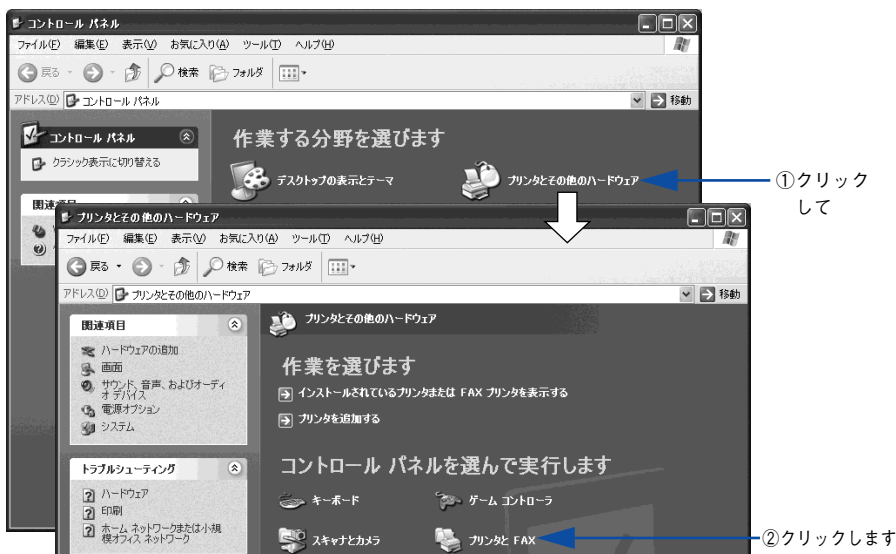 コントロール パネル
ファイル(F) 編集(E) 表示(V) お気に入り(A) ツール(T) ヘルプ(H)
戻る 検索 フォルダ
アドレス(D) コントロール パネル 移動
コントロール パネル
クラシック表示に切り替える
作業する分野を選びます
デスクトップの表示とテーマ
プリンタとその他のハードウェア
①クリック
して
プリンタとその他のハードウェア
ファイル(F) 編集(E) 表示(V) お気に入り(A) ツール(T) ヘルプ(H)
戻る 検索 フォルダ
アドレス(D) プリンタとその他のハードウェア 移動
関連項目
ハードウェアの追加
画面
サウンド、音声、およびオーディ
オ デバイス
電源オプション
システム
トラブルシューティング
ハードウェア
印刷
ホーム ネットワークまたは小規
模オフィス ネットワーク
プリンタとその他のハードウェア
作業を選びます
インストールされているプリンタまたは FAX プリンタを表示する
プリンタを追加する
コントロール パネルを選んで実行します
キーボード
ゲーム コントローラ
スキャナとカメラ
プリンタと FAX
②クリックします